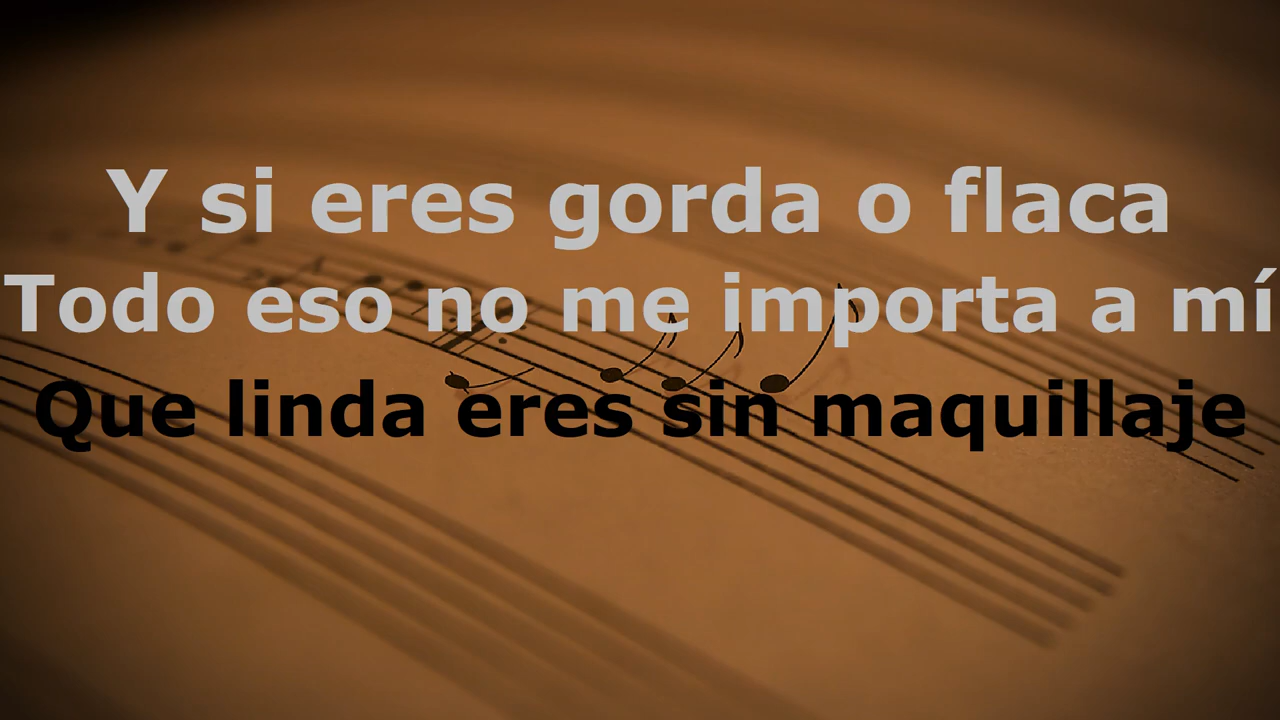 Y si eres gorda o flaca
Todo eso no me importa a mí
Que linda eres sin maquillaje